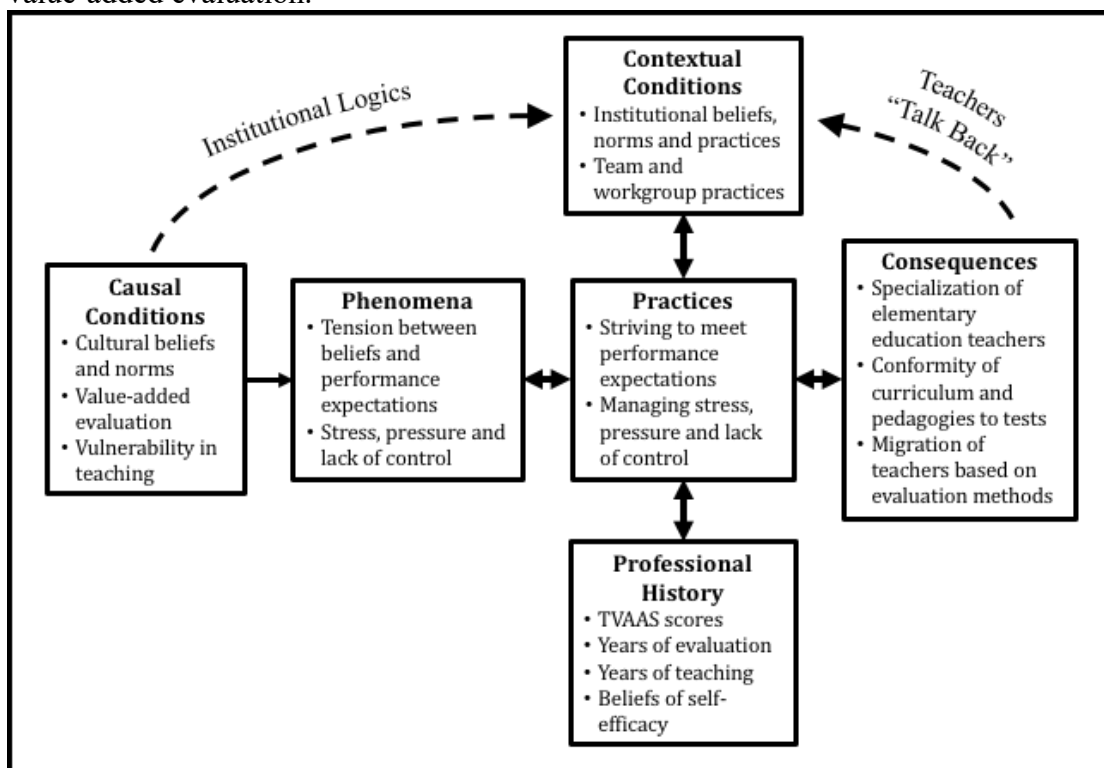 value-added evaluation.
Contextual
Conditions
• Institutional beliefs,
norms and practices
• Team and
workgroup practices
Institutional Logics
Teachers
“Talk Back”
Causal
Conditions
• Cultural beliefs
and norms
• Value-added
evaluation
• Vulnerability in
teaching
Phenomena
• Tension between
beliefs and
performance
expectations
• Stress, pressure and
lack of control
Practices
• Striving to meet
performance
expectations
• Managing stress,
pressure and lack
of control
Consequences
• Specialization of
elementary
education teachers
• Conformity of
curriculum and
pedagogies to tests
• Migration of
teachers based on
evaluation methods
Professional
History
• TVAAS scores
• Years of evaluation
• Years of teaching
• Beliefs of self-
efficacy